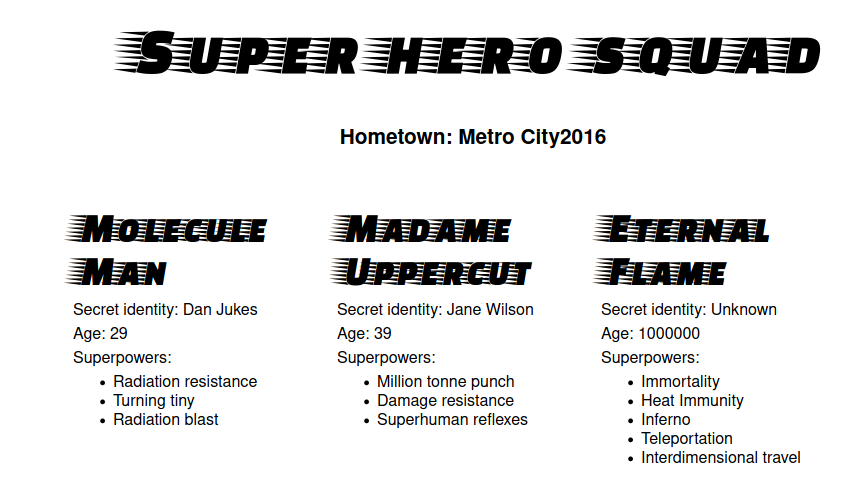 Super hero squad
Hometown: Metro City2016
Molecule
Man
Secret identity: Dan Jukes
Age: 29
Superpowers:
Radiation resistance
Turning tiny
Radiation blast
Madame
Uppercut
Secret identity: Jane Wilson
Age: 39
Superpowers:
Million tonne punch
Damage resistance
Superhuman reflexes
Eternal
Flame
Secret identity: Unknown
Age: 1000000
Superpowers:
Immortality
Heat Immunity
Inferno
Teleportation
Interdimensional travel